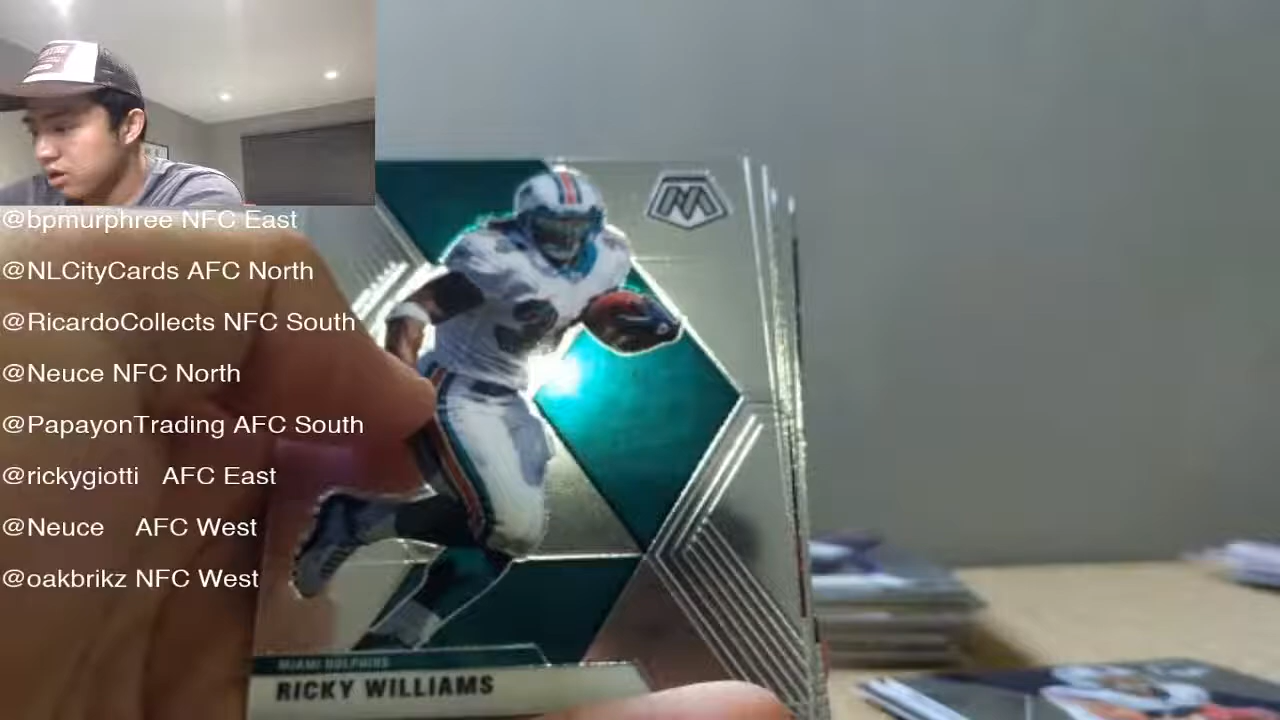 @bpmurphree NFC East
@NLCityCards AFC North
@RicardoCollects NFC South
@Neuce NFC North
@PapayonTrading AFC South
@rickygiotti AFC East
@Neuce AFC West
@oakbrikz NFC West
MIAMI DOLPHINS
RICKY WILLIAMS